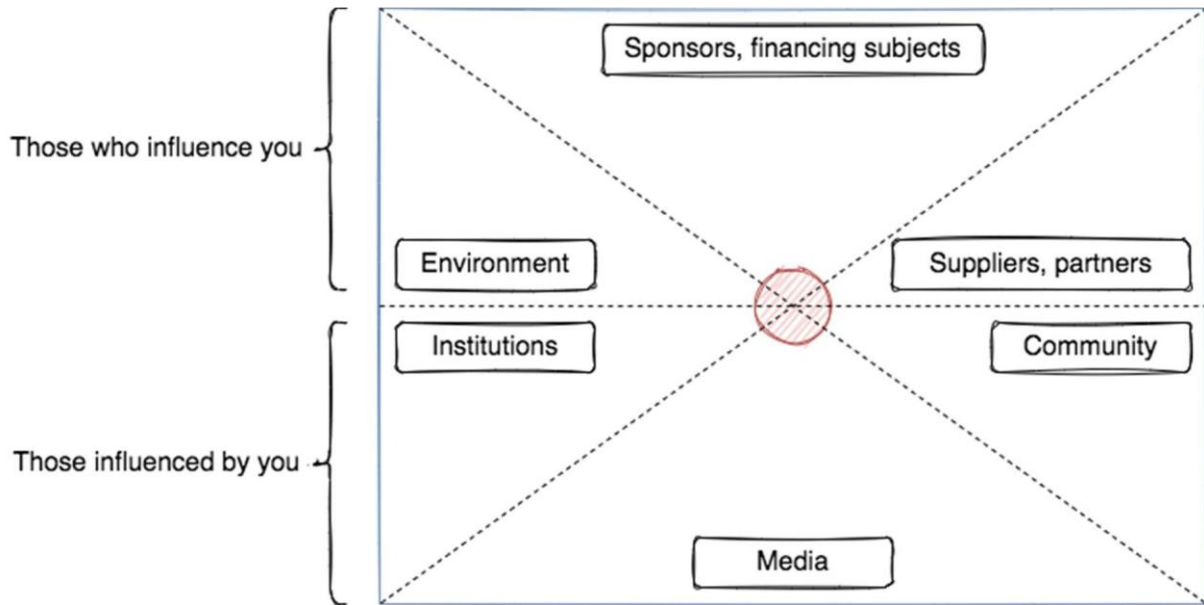 Sponsors, financing subjects
Those who influence you
Environment
Suppliers, partners
Institutions
Community
Those influenced by you
Media